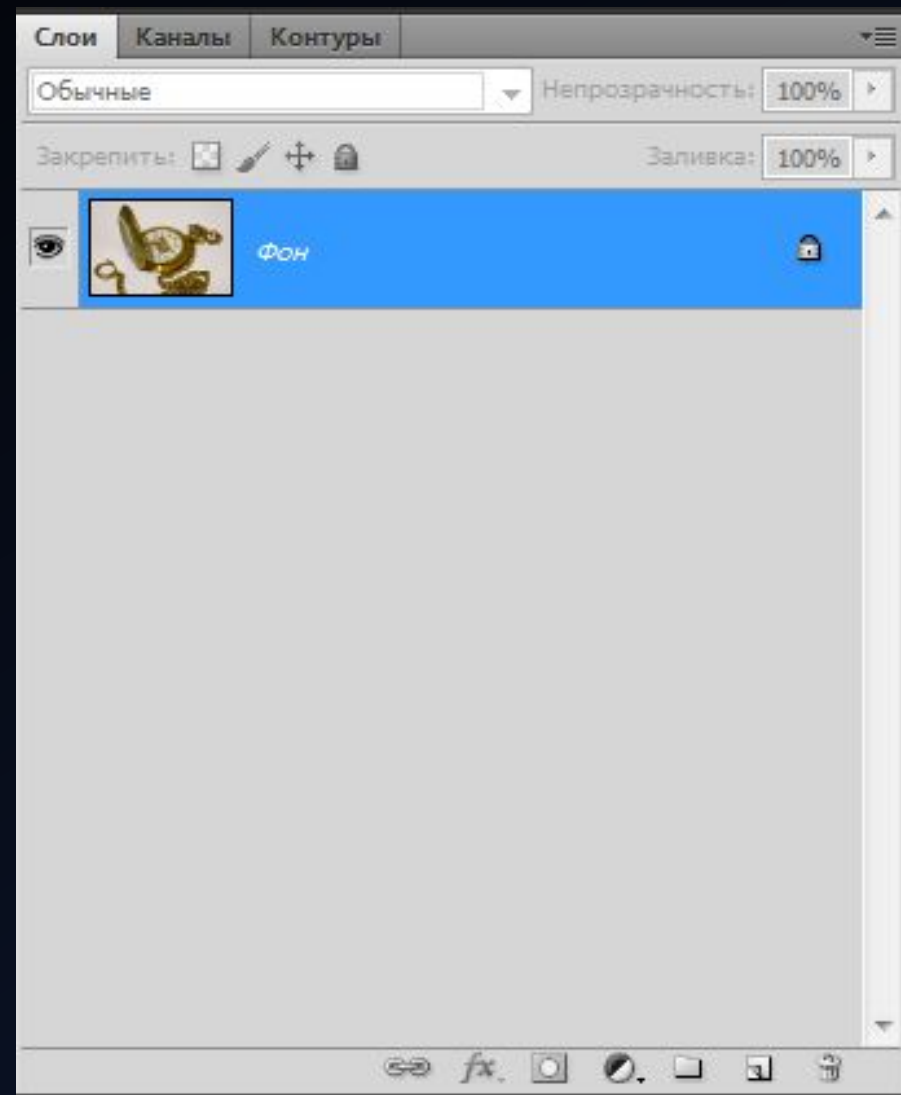 Слои Каналы Контуры
Обычные Непрозрачность: 100%
Закрепить: Заливка: 100%
Фон
fx.